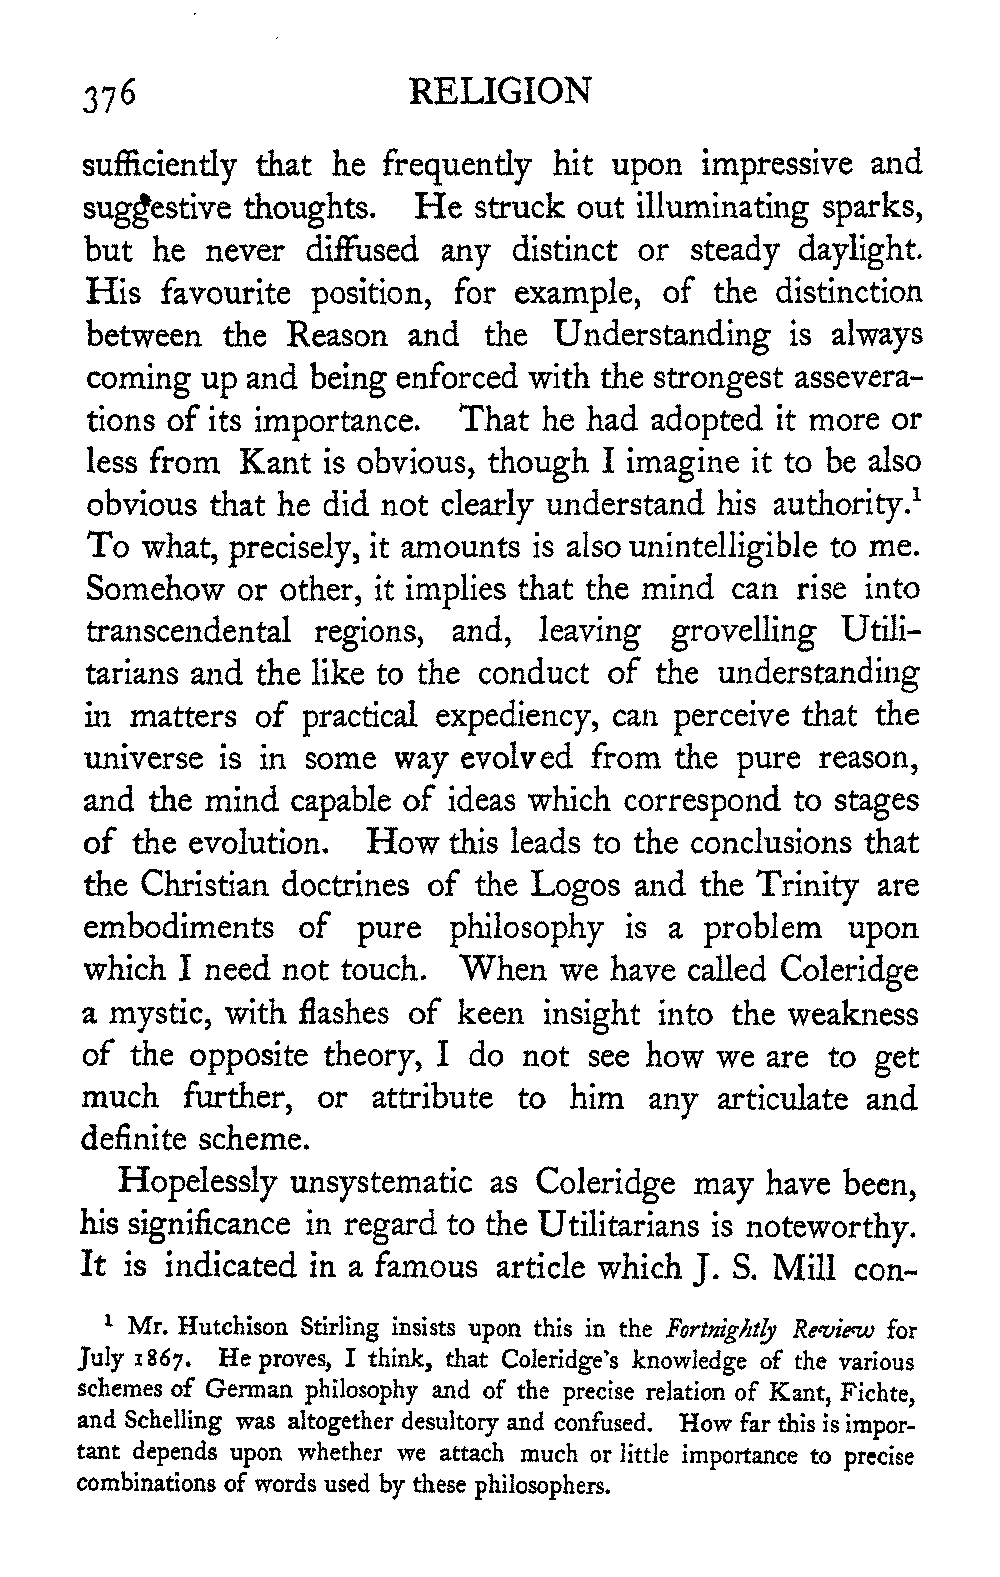 376 RELIGION
sufficiently that he frequently hit upon impressive and
suggestive thoughts. He struck out illuminating sparks,
but he never diffused any distinct or steady daylight.
His favourite position, for example, of the distinction
between the Reason and the Understanding is always
coming up and being enforced with the strongest assevera-
tions of its importance. That he had adopted it more or
less from Kant is obvious, though I imagine it to be also
obvious that he did not clearly understand his authority.¹
To what, precisely, it amounts is also unintelligible to me.
Somehow or other, it implies that the mind can rise into
transcendental regions, and, leaving grovelling Utili-
tarians and the like to the conduct of the understanding
in matters of practical expediency, can perceive that the
universe is in some way evolved from the pure reason,
and the mind capable of ideas which correspond to stages
of the evolution. How this leads to the conclusions that
the Christian doctrines of the Logos and the Trinity are
embodiments of pure philosophy is a problem upon
which I need not touch. When we have called Coleridge
a mystic, with flashes of keen insight into the weakness
of the opposite theory, I do not see how we are to get
much further, or attribute to him any articulate and
definite scheme.
Hopelessly unsystematic as Coleridge may have been,
his significance in regard to the Utilitarians is noteworthy.
It is indicated in a famous article which J. S. Mill con-
¹ Mr. Hutchison Stirling insists upon this in the Fortnightly Review for
July 1867. He proves, I think, that Coleridge's knowledge of the various
schemes of German philosophy and of the precise relation of Kant, Fichte,
and Schelling was altogether desultory and confused. How far this is impor-
tant depends upon whether we attach much or little importance to precise
combinations of words used by these philosophers.